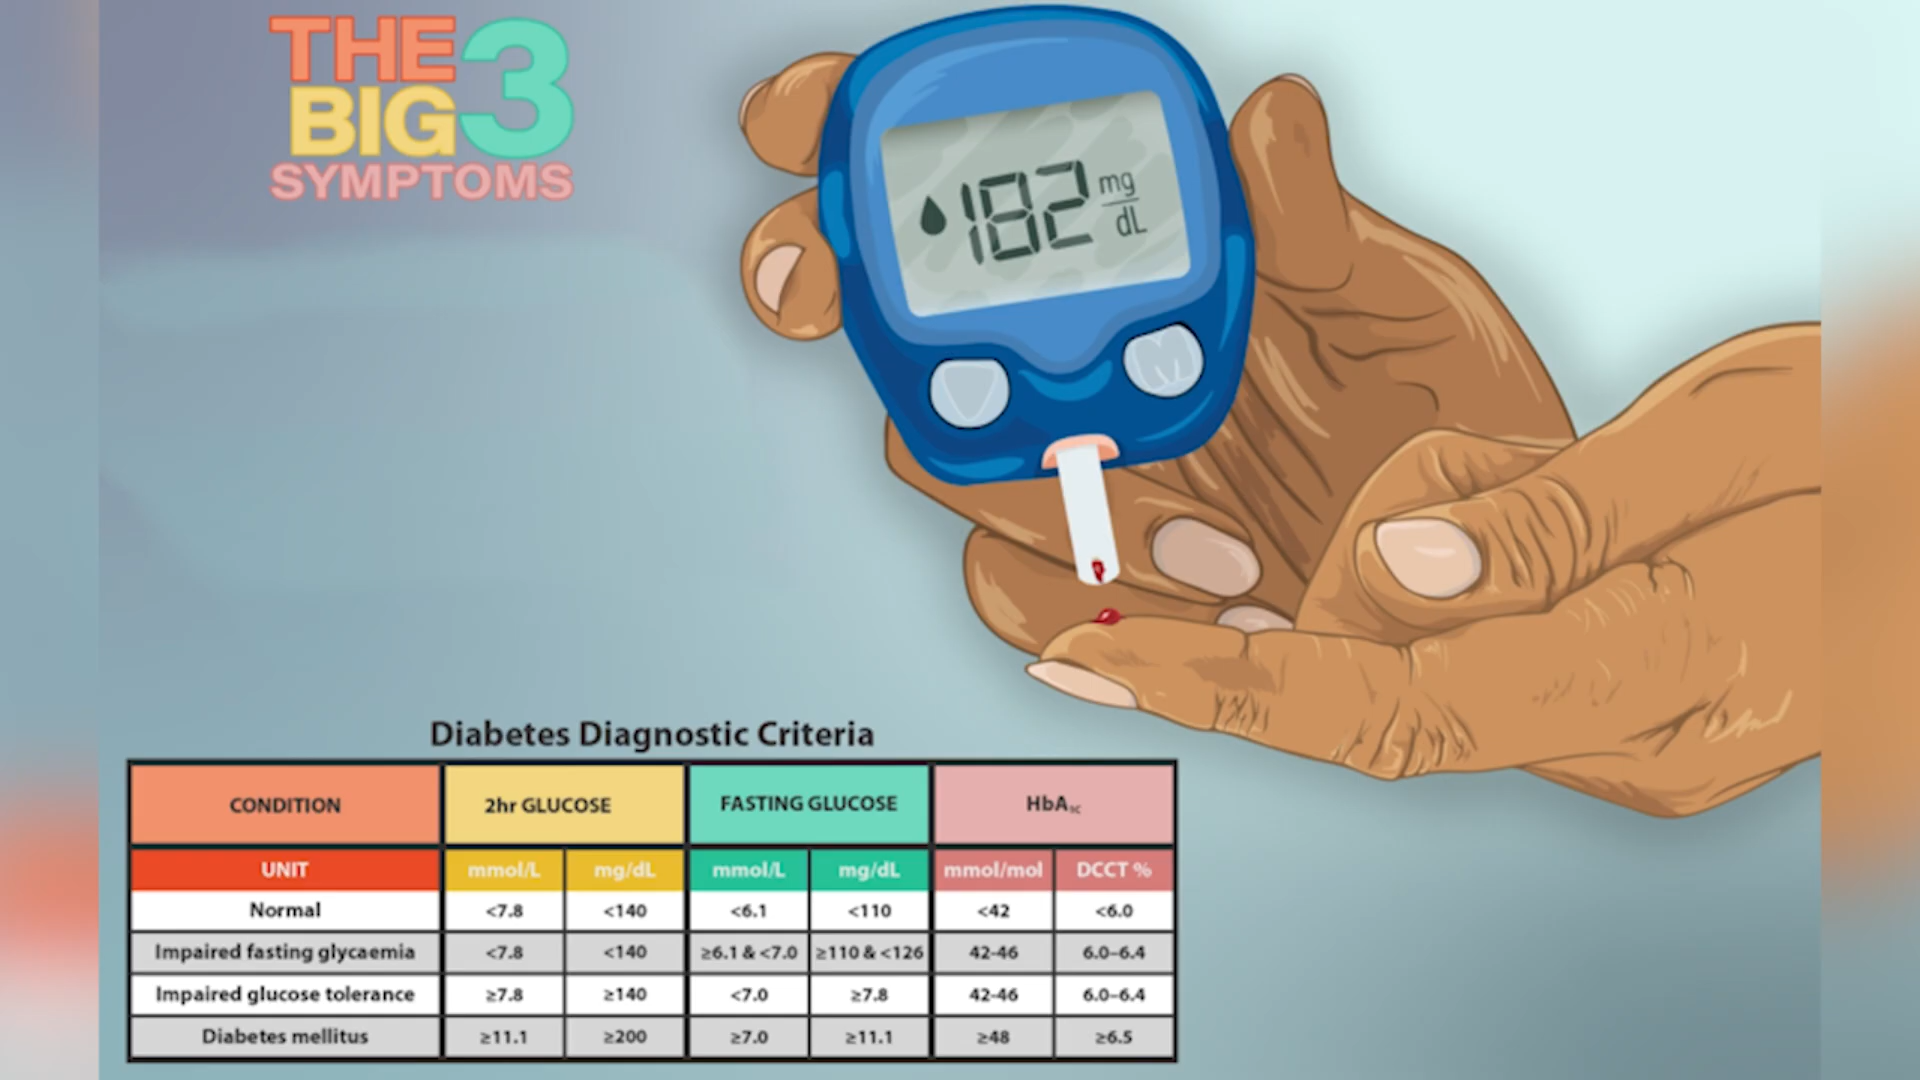 THE
BIG 3
SYMPTOMS
182 mg/dL
M
Diabetes Diagnostic Criteria
CONDITION 2hr GLUCOSE FASTING GLUCOSE HbA1C
UNIT mmol/L mg/dL mmol/L mg/dL mmol/mol DCCT %
Normal <7.8 <140 <6.1 <110 <42 <6.0
Impaired fasting glycaemia <7.8 <140 ≥6.1 & <7.0 ≥110 & <126 42-46 6.0–6.4
Impaired glucose tolerance ≥7.8 ≥140 <7.0 ≥7.8 42-46 6.0–6.4
Diabetes mellitus ≥11.1 ≥200 ≥7.0 ≥11.1 ≥48 ≥6.5